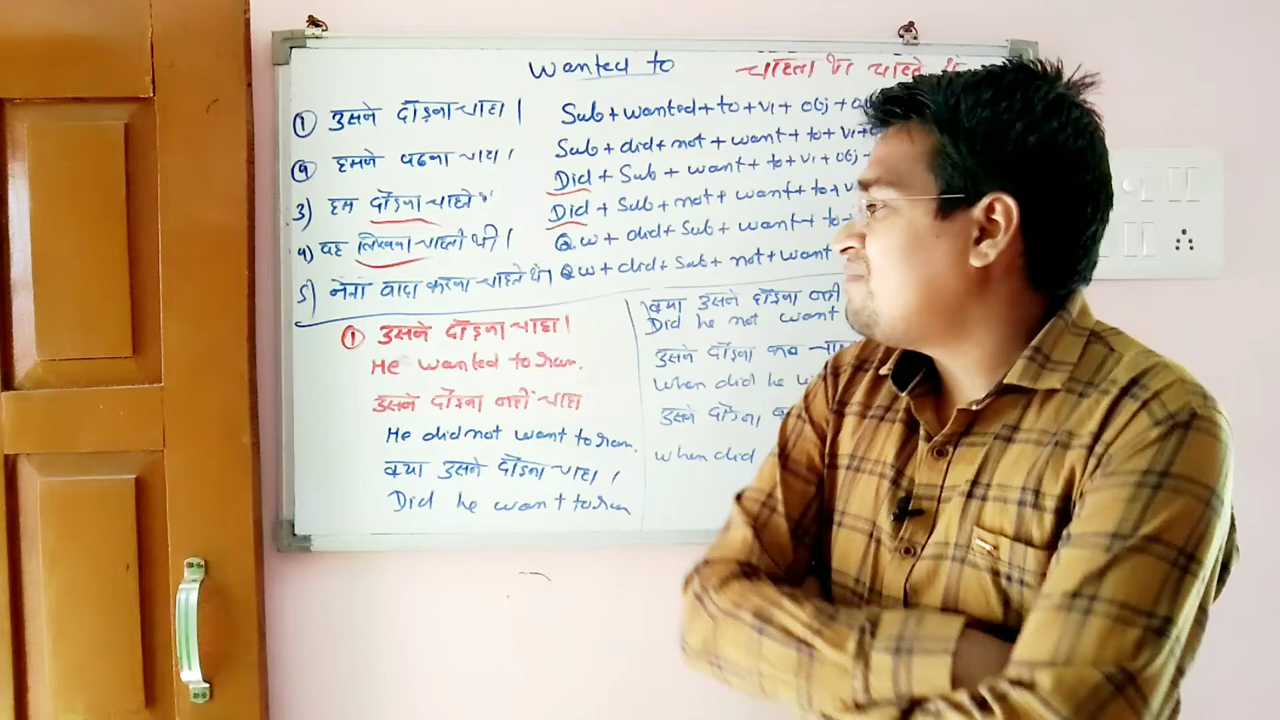 Wanted to चाहता था चाहते थे
① उसने दौड़ना चाहा।
② हमने पढना चाहा।
3) हम दौड़ना चाहते थे
4) वह लिखना चाहती थी।
5) नेता वादा करना चाहते थे।
Sub + wanted + to + V1 + Obj +
Sub + did + not + want + to + V1 +
Did + Sub + want + to + V1 + obj +
Did + Sub + not + want + to + V
Q.w + did + Sub + want + to
Q.w + did + Sub + not + want
① उसने दौड़ना चाहा।
He wanted to run.
उसने दौड़ना नहीं चाहा
He did not want to run.
क्या उसने दौड़ना चाहा।
Did he want to run
क्या उसने दौड़ना नहीं
Did he not want
उसने दौड़ना कब
When did he
उसने दौड़ना
when did